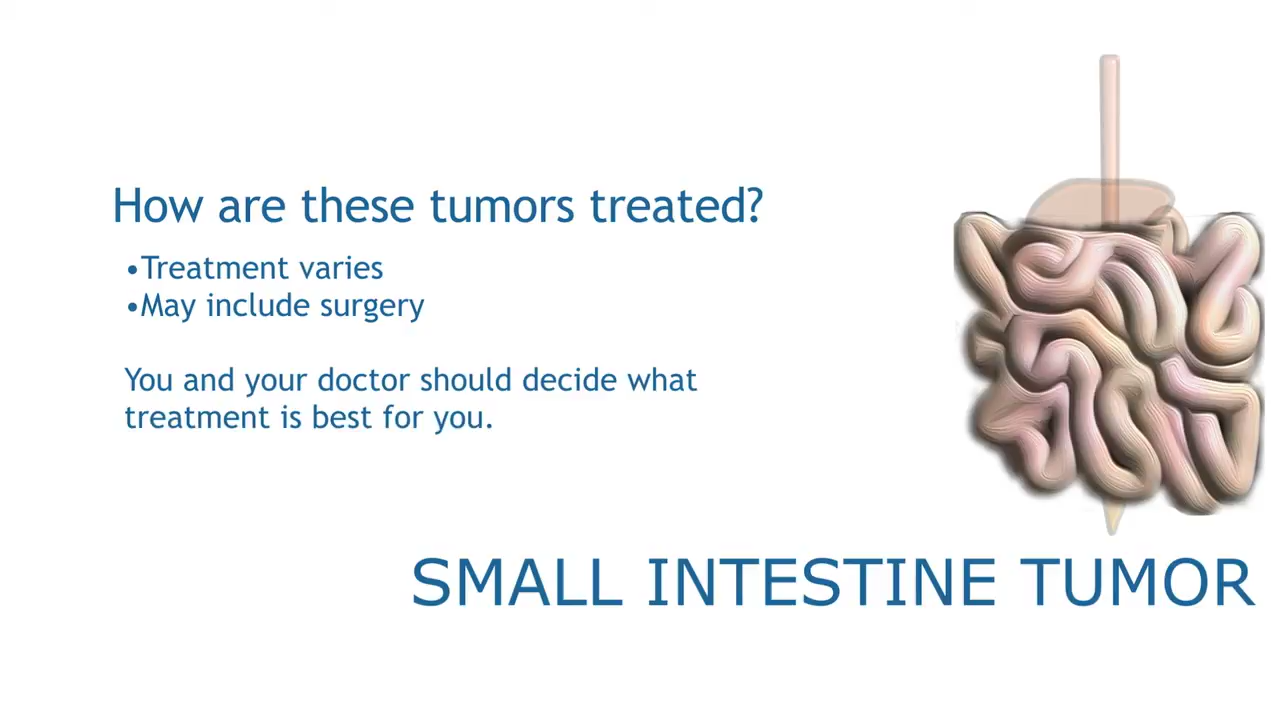 How are these tumors treated?
•Treatment varies
•May include surgery
You and your doctor should decide what
treatment is best for you.
SMALL INTESTINE TUMOR